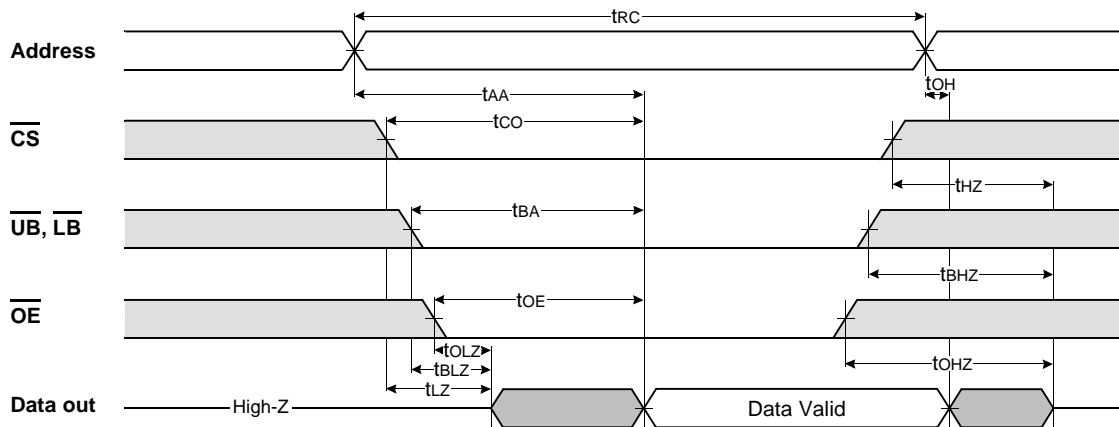 tRC
Address
tOH
tAA
CS
tCO
tHZ
UB, LB
tBA
tBHZ
OE
tOE
tOLZ
tOHZ
tBLZ
tLZ
Data out
High-Z
Data Valid